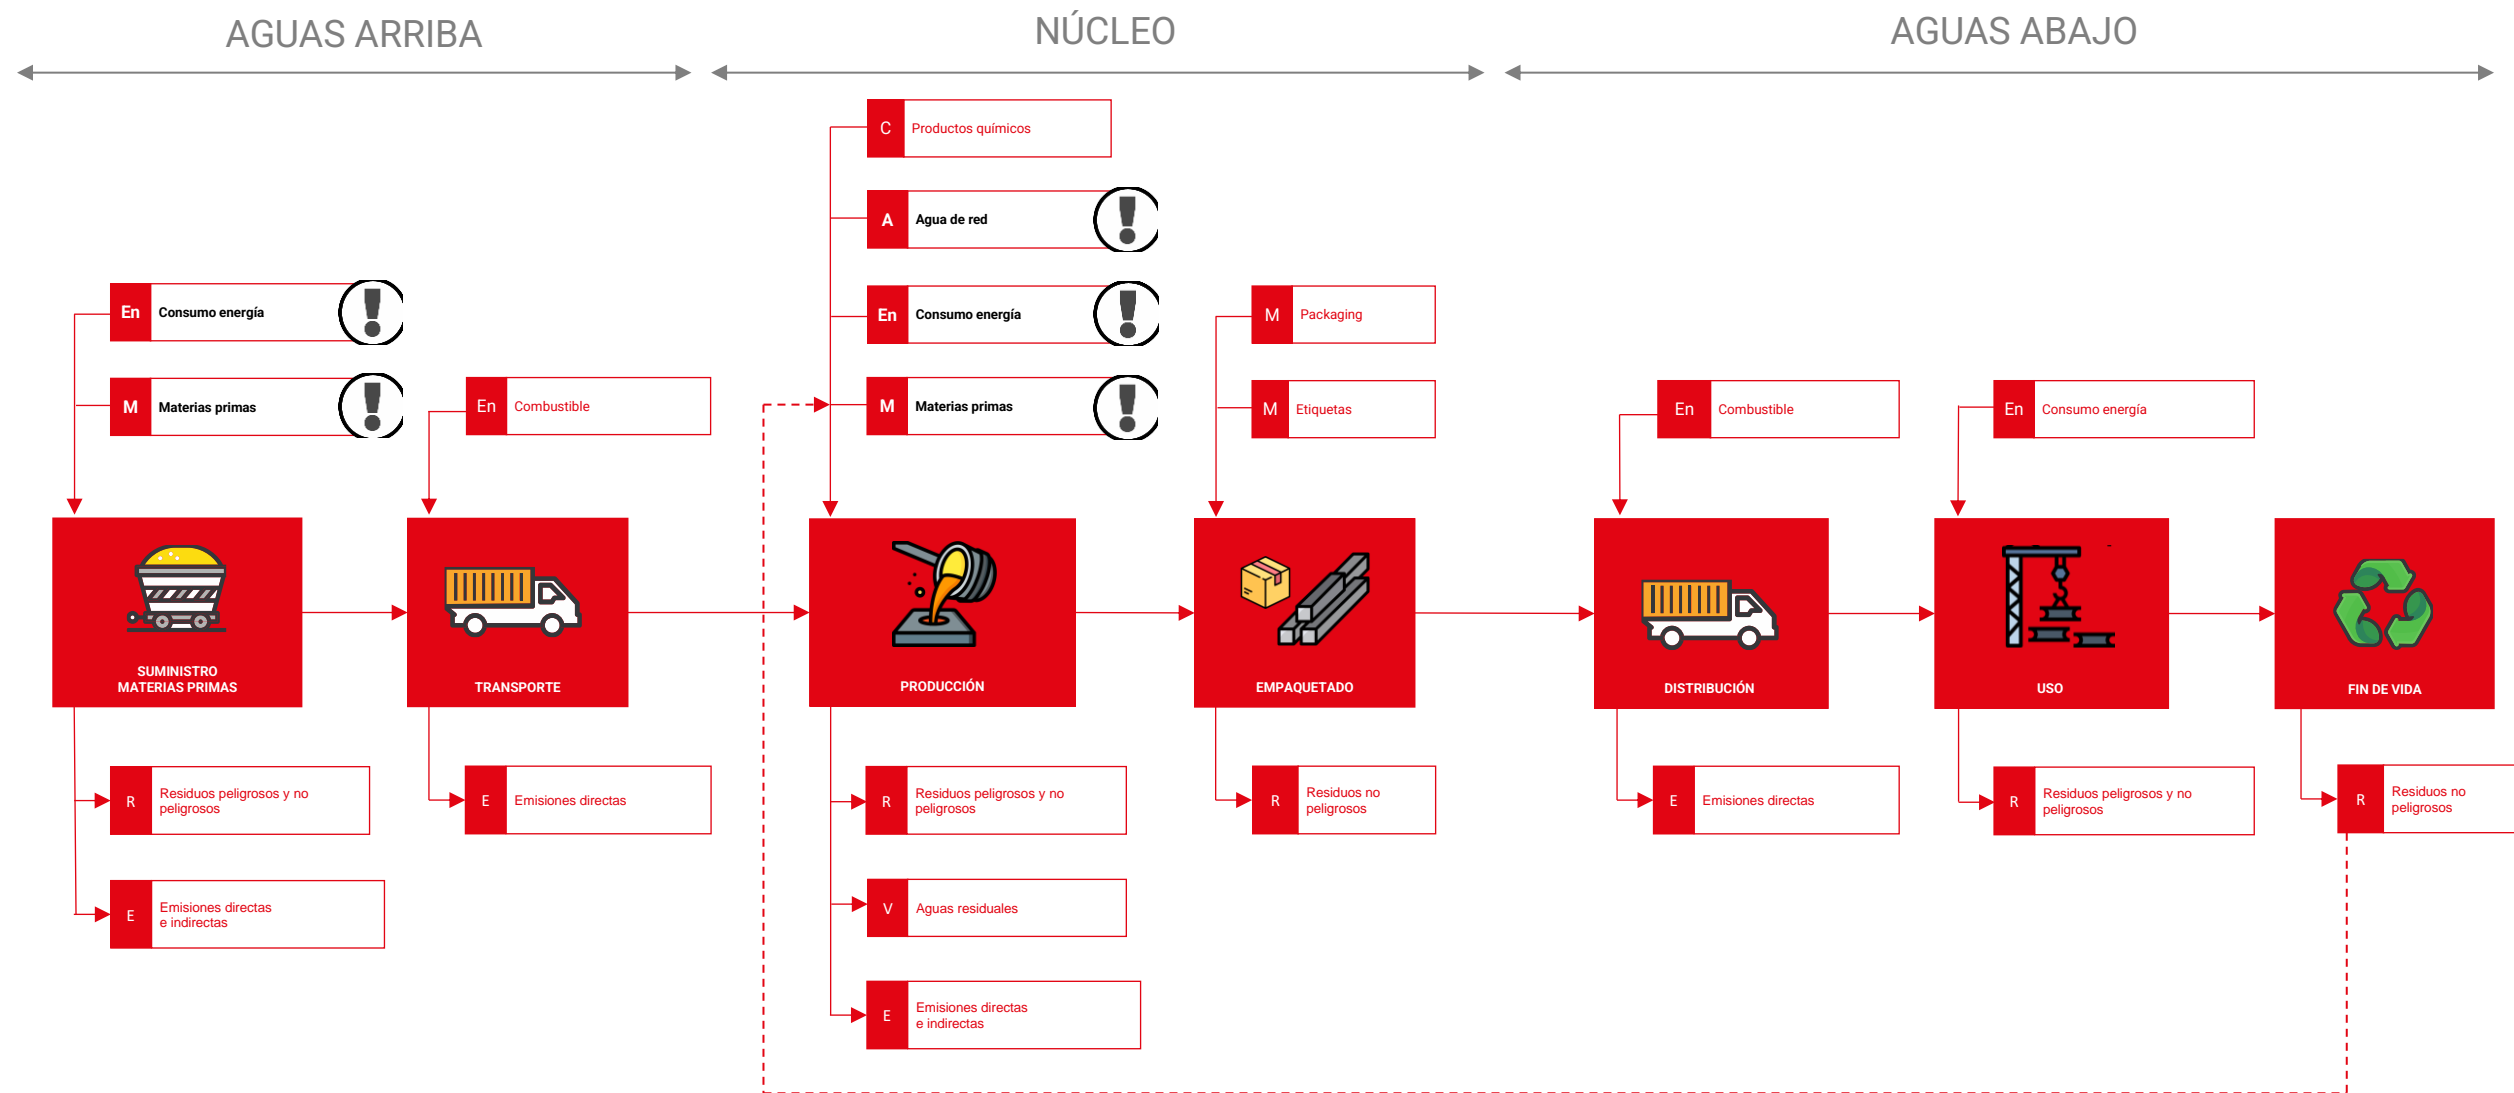 AGUAS ARRIBA
NÚCLEO
AGUAS ABAJO
C Productos químicos
A Agua de red
En Consumo energía
M Materias primas
En Combustible
En Consumo energía
M Materias primas
M Packaging
M Etiquetas
En Combustible
En Consumo energía
SUMINISTRO
MATERIAS PRIMAS
TRANSPORTE
PRODUCCIÓN
EMPAQUETADO
DISTRIBUCIÓN
USO
FIN DE VIDA
R Residuos peligrosos y no
peligrosos
E Emisiones directas
e indirectas
E Emisiones directas
R Residuos peligrosos y no
peligrosos
V Aguas residuales
E Emisiones directas
e indirectas
R Residuos no
peligrosos
E Emisiones directas
R Residuos peligrosos y no
peligrosos
R Residuos no
peligrosos